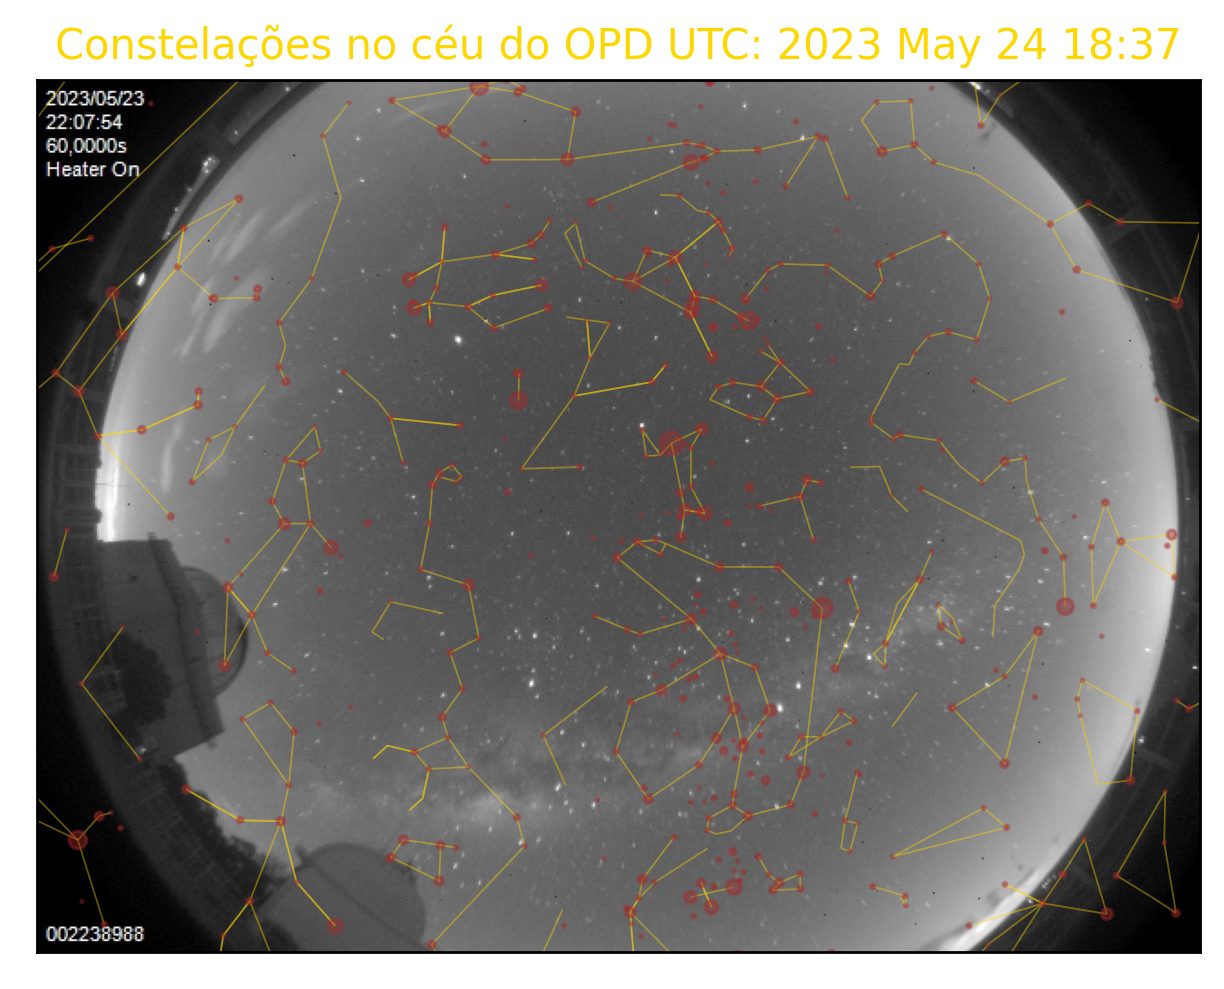 Constelações no céu do OPD UTC: 2023 May 24 18:37
2023/05/23
22:07:54
60,0000s
Heater On
002238988